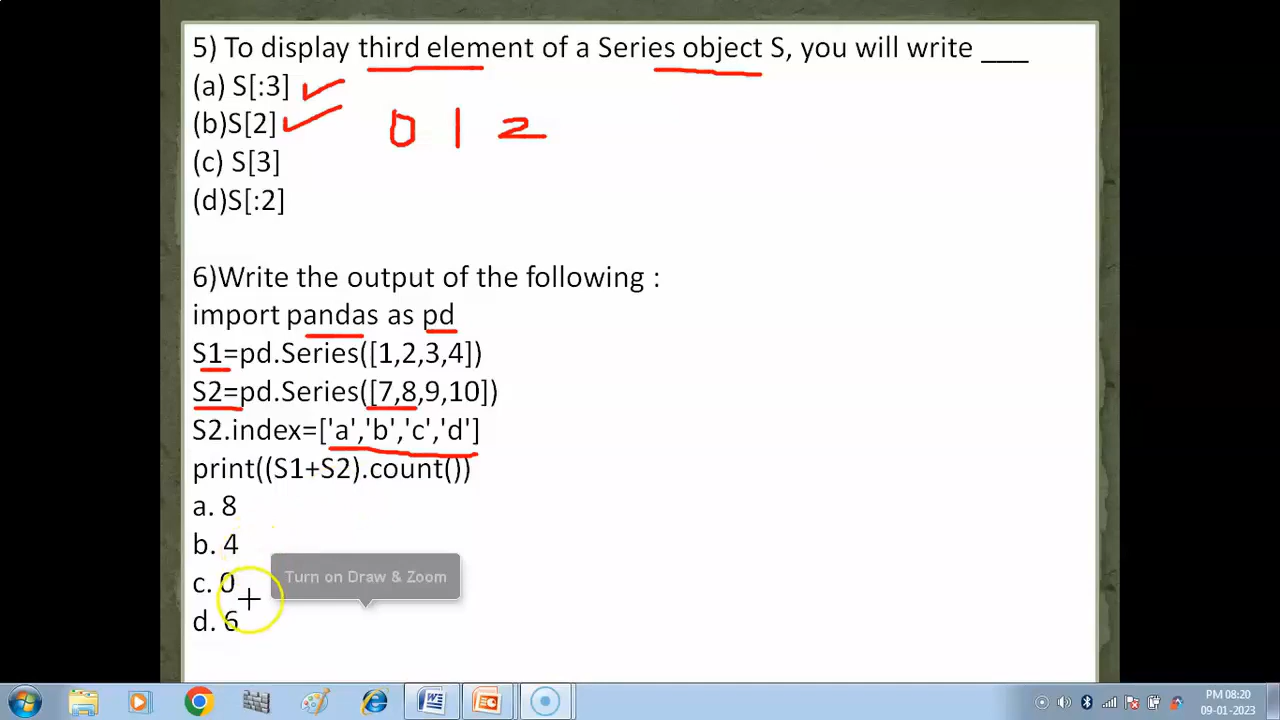 5) To display third element of a Series object S, you will write ___
(a) S[:3]
(b)S[2]
0 1 2
(c) S[3]
(d)S[:2]
6)Write the output of the following :
import pandas as pd
S1=pd.Series([1,2,3,4])
S2=pd.Series([7,8,9,10])
S2.index=['a','b','c','d']
print((S1+S2).count())
a. 8
b. 4
Turn on Draw & Zoom
c. 0
d. 6
PM 08:20
09-01-2023